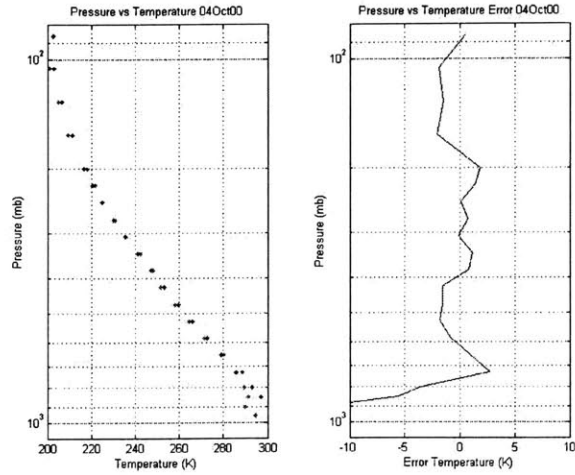 Pressure vs Temperature 04Oct00
Pressure (mb)
10²
10³
200 220 240 260 280 300
Temperature (K)
Pressure vs Temperature Error 04Oct00
Pressure (mb)
10²
10³
-10 -5 0 5 10
Error Temperature (K)